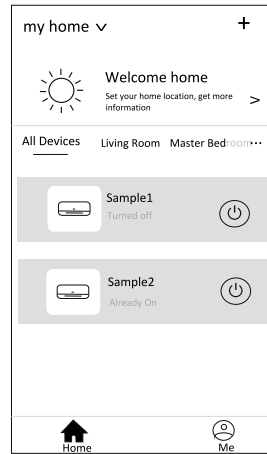 my home
+
Welcome home
Set your home location, get more
information
>
All Devices Living Room Master Bedroom...
Sample1
Turned off
Sample2
Already On
Home Me